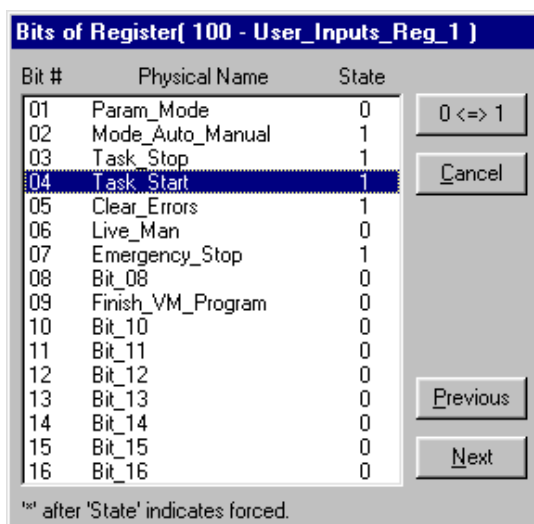 Bits of Register( 100 - User_Inputs_Reg_1 )
Bit # Physical Name State
01 Param_Mode 0
02 Mode_Auto_Manual 1
03 Task_Stop 1
04 Task_Start 1
05 Clear_Errors 1
06 Live_Man 0
07 Emergency_Stop 1
08 Bit_08 0
09 Finish_VM_Program 0
10 Bit_10 0
11 Bit_11 0
12 Bit_12 0
13 Bit_13 0
14 Bit_14 0
15 Bit_15 0
16 Bit_16 0
0 <=> 1
Cancel
Previous
Next
'*' after 'State' indicates forced.